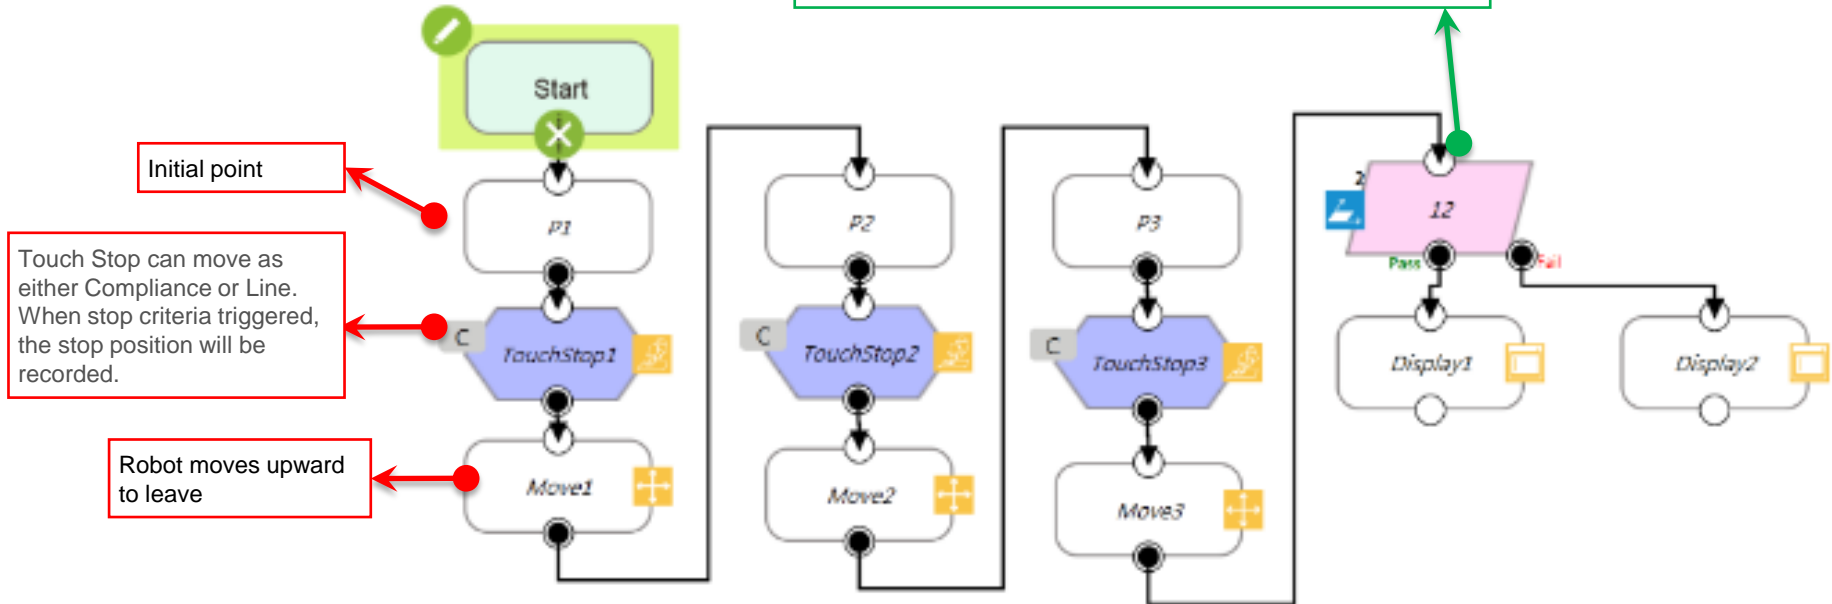 Start
Initial point
P1
P2
P3
2
12
Pass
Fail
Touch Stop can move as
either Compliance or Line.
When stop criteria triggered,
the stop position will be
recorded.
C
TouchStop1
C
TouchStop2
C
TouchStop3
Display1
Display2
Robot moves upward
to leave
Move1
Move2
Move3